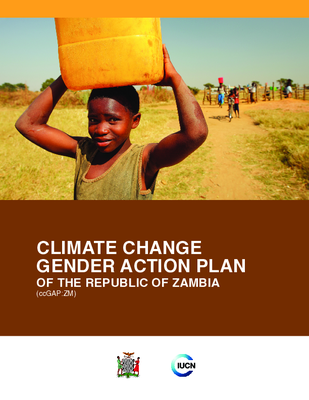 CLIMATE CHANGE
GENDER ACTION PLAN
OF THE REPUBLIC OF ZAMBIA
(ccGAP:ZM)
IUCN